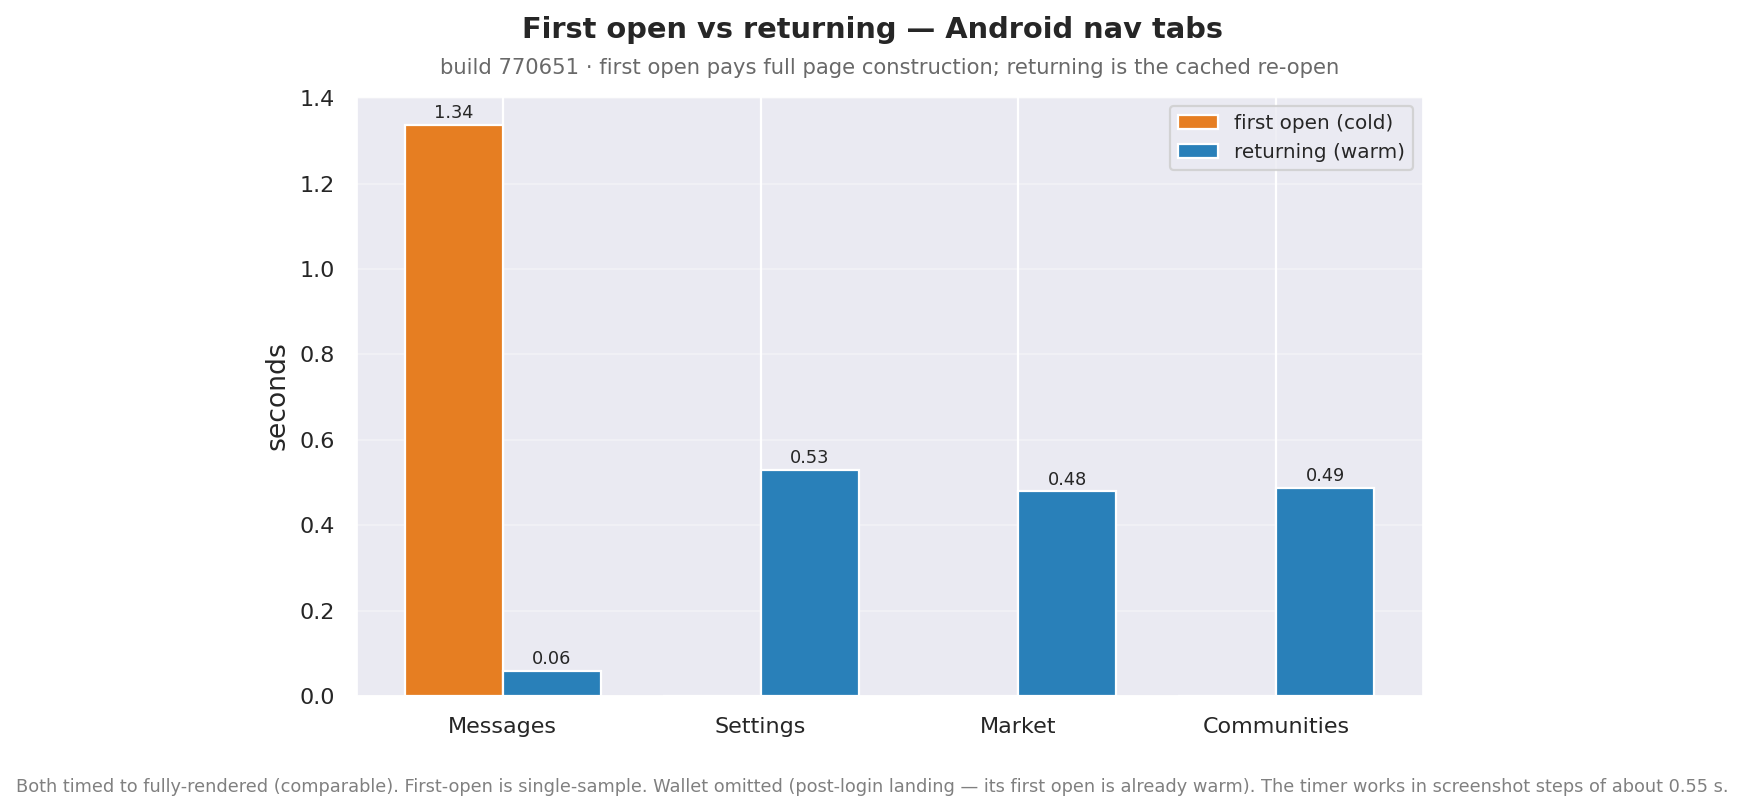 First open vs returning — Android nav tabs
build 770651 · first open pays full page construction; returning is the cached re-open
1.4
1.2
1.0
0.8
0.6
0.4
0.2
0.0
seconds
1.34
0.06
0.53
0.48
0.49
first open (cold)
returning (warm)
Messages
Settings
Market
Communities
Both timed to fully-rendered (comparable). First-open is single-sample. Wallet omitted (post-login landing — its first open is already warm). The timer works in screenshot steps of about 0.55 s.